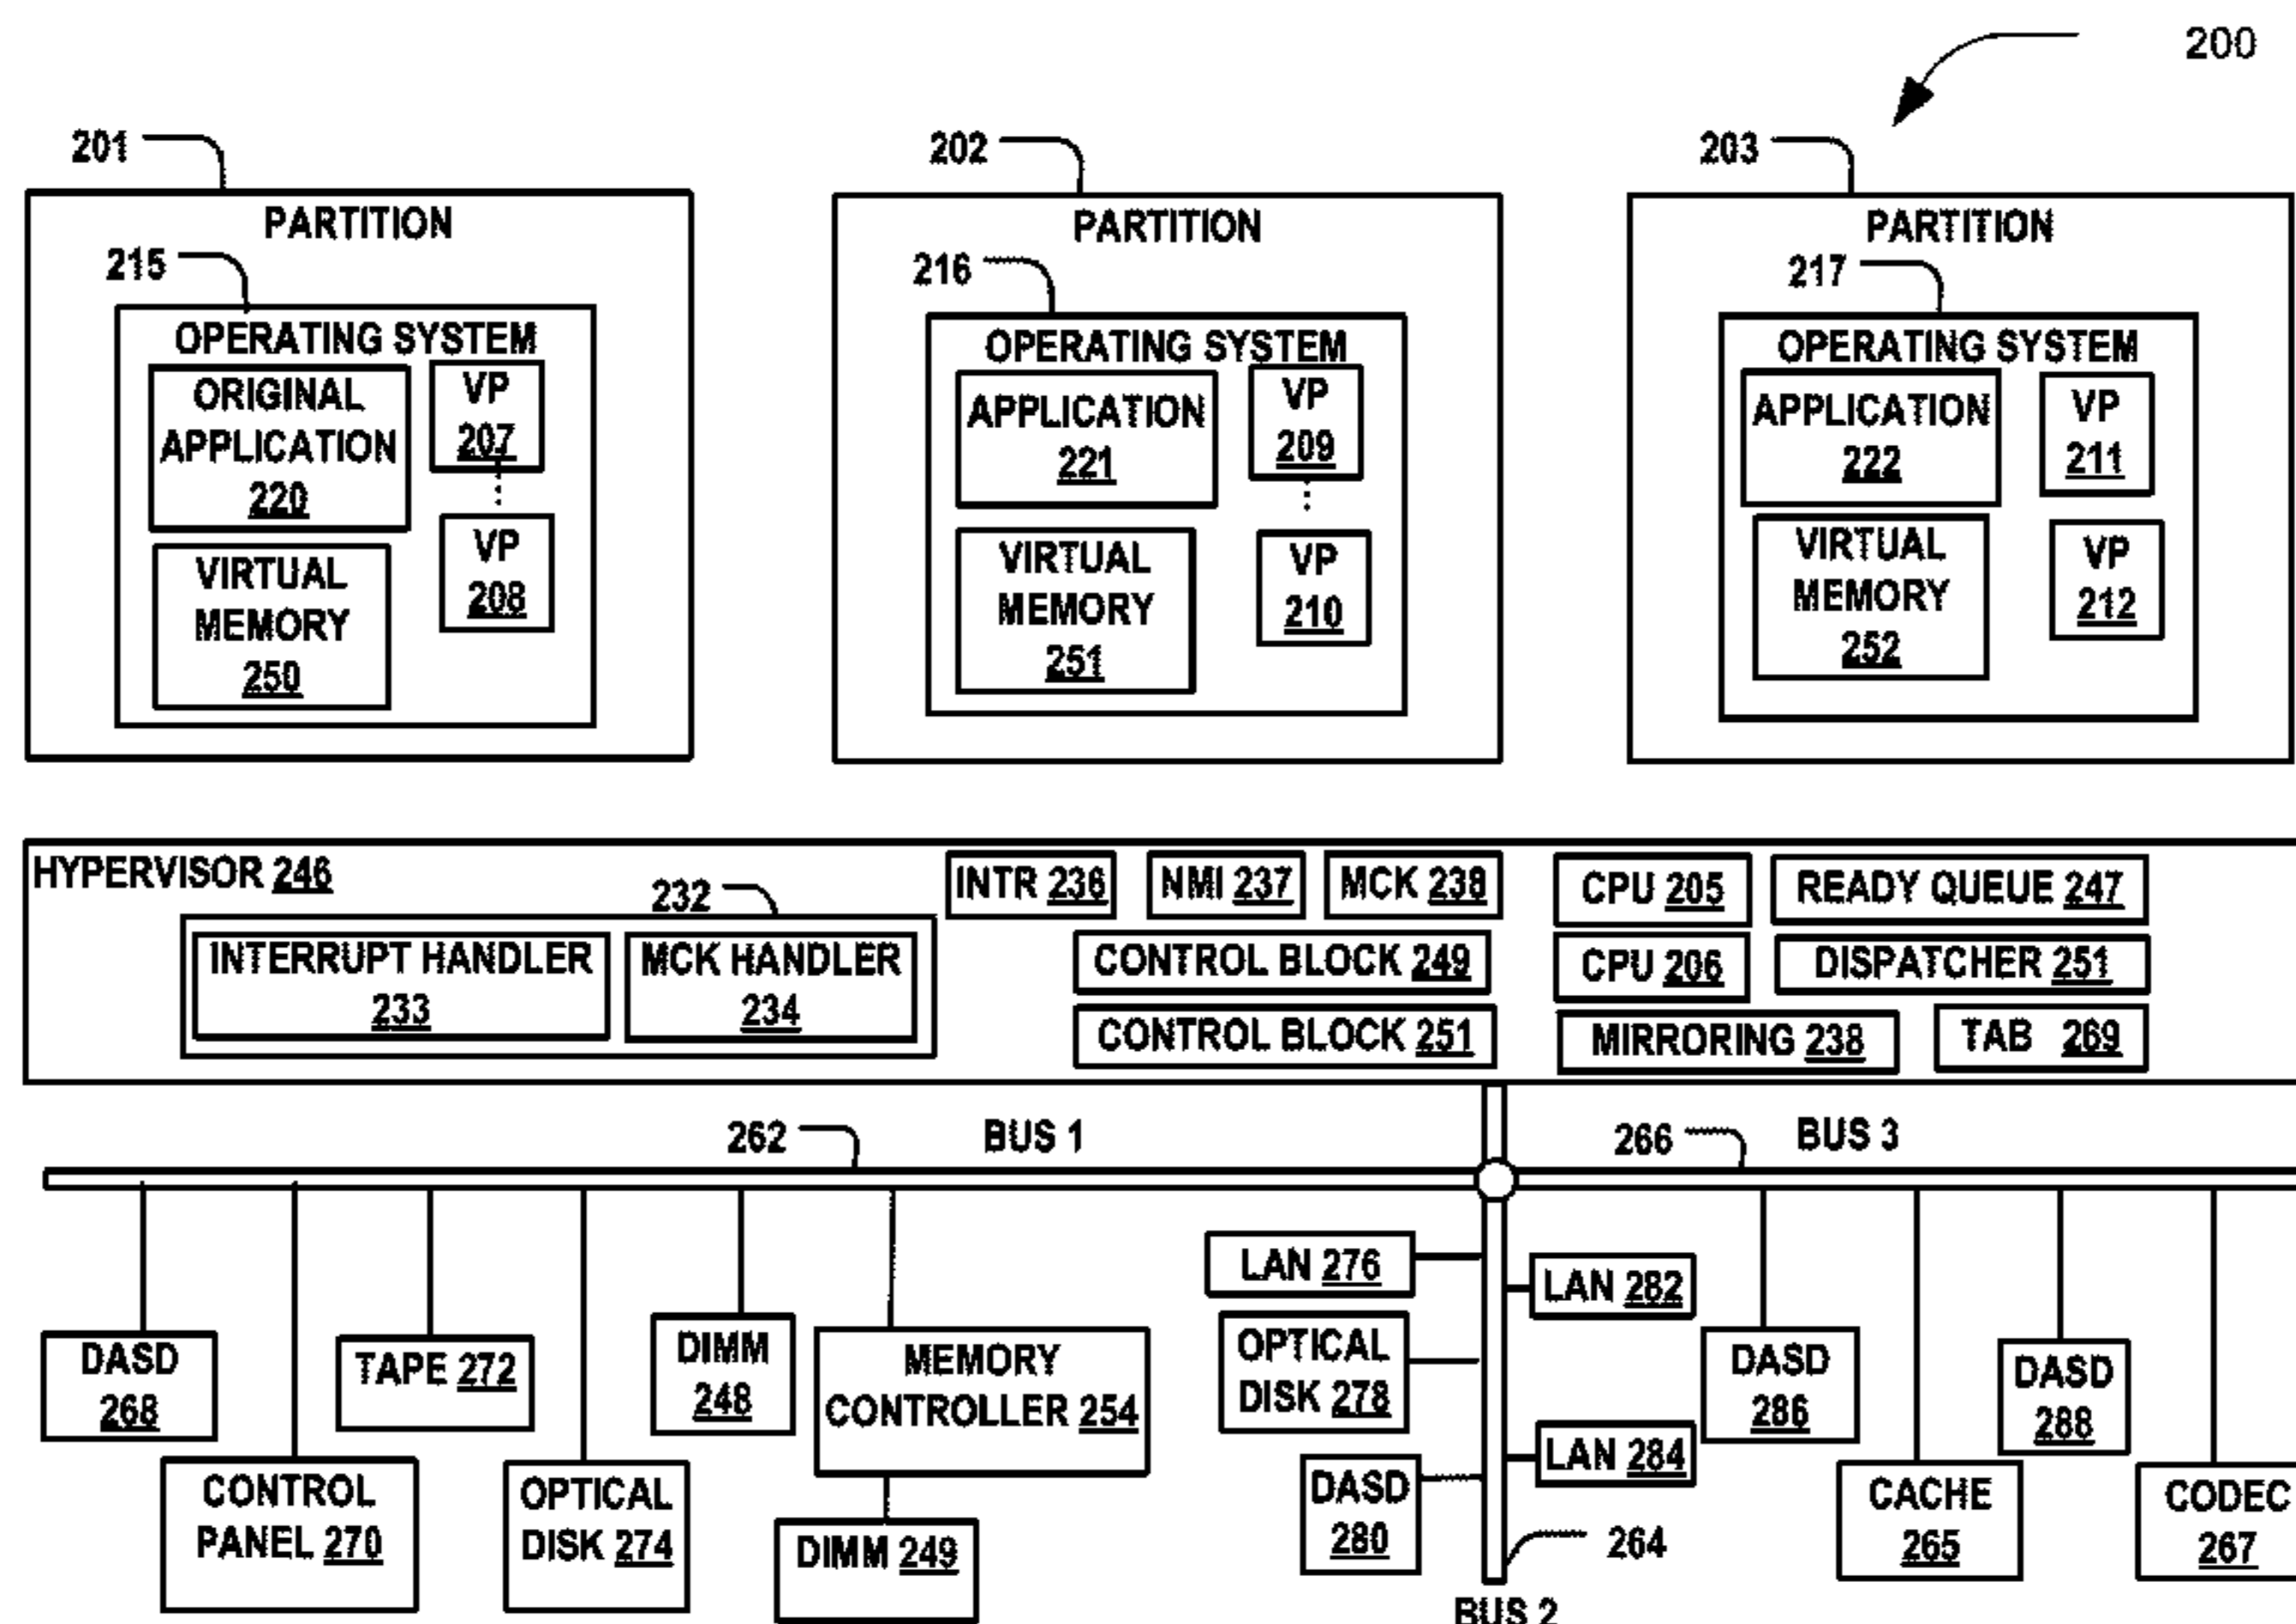 200
201
202
203
PARTITION
PARTITION
PARTITION
215
216
217
OPERATING SYSTEM
ORIGINAL
APPLICATION
220
VP
207
VIRTUAL
MEMORY
250
VP
208
OPERATING SYSTEM
APPLICATION
221
VP
209
VIRTUAL
MEMORY
251
VP
210
OPERATING SYSTEM
APPLICATION
222
VP
211
VIRTUAL
MEMORY
252
VP
212
HYPERVISOR 246
232
INTERRUPT HANDLER
233
MCK HANDLER
234
INTR 236
NMI 237
MCK 238
CONTROL BLOCK 249
CONTROL BLOCK 251
CPU 205
READY QUEUE 247
CPU 206
DISPATCHER 251
MIRRORING 238
TAB 269
262
BUS 1
266
BUS 3
DASD
268
CONTROL
PANEL 270
TAPE 272
OPTICAL
DISK 274
DIMM
248
MEMORY
CONTROLLER 254
DIMM 249
LAN 276
OPTICAL
DISK 278
DASD
280
LAN 282
LAN 284
264
BUS 2
DASD
286
CACHE
265
DASD
288
CODEC
267